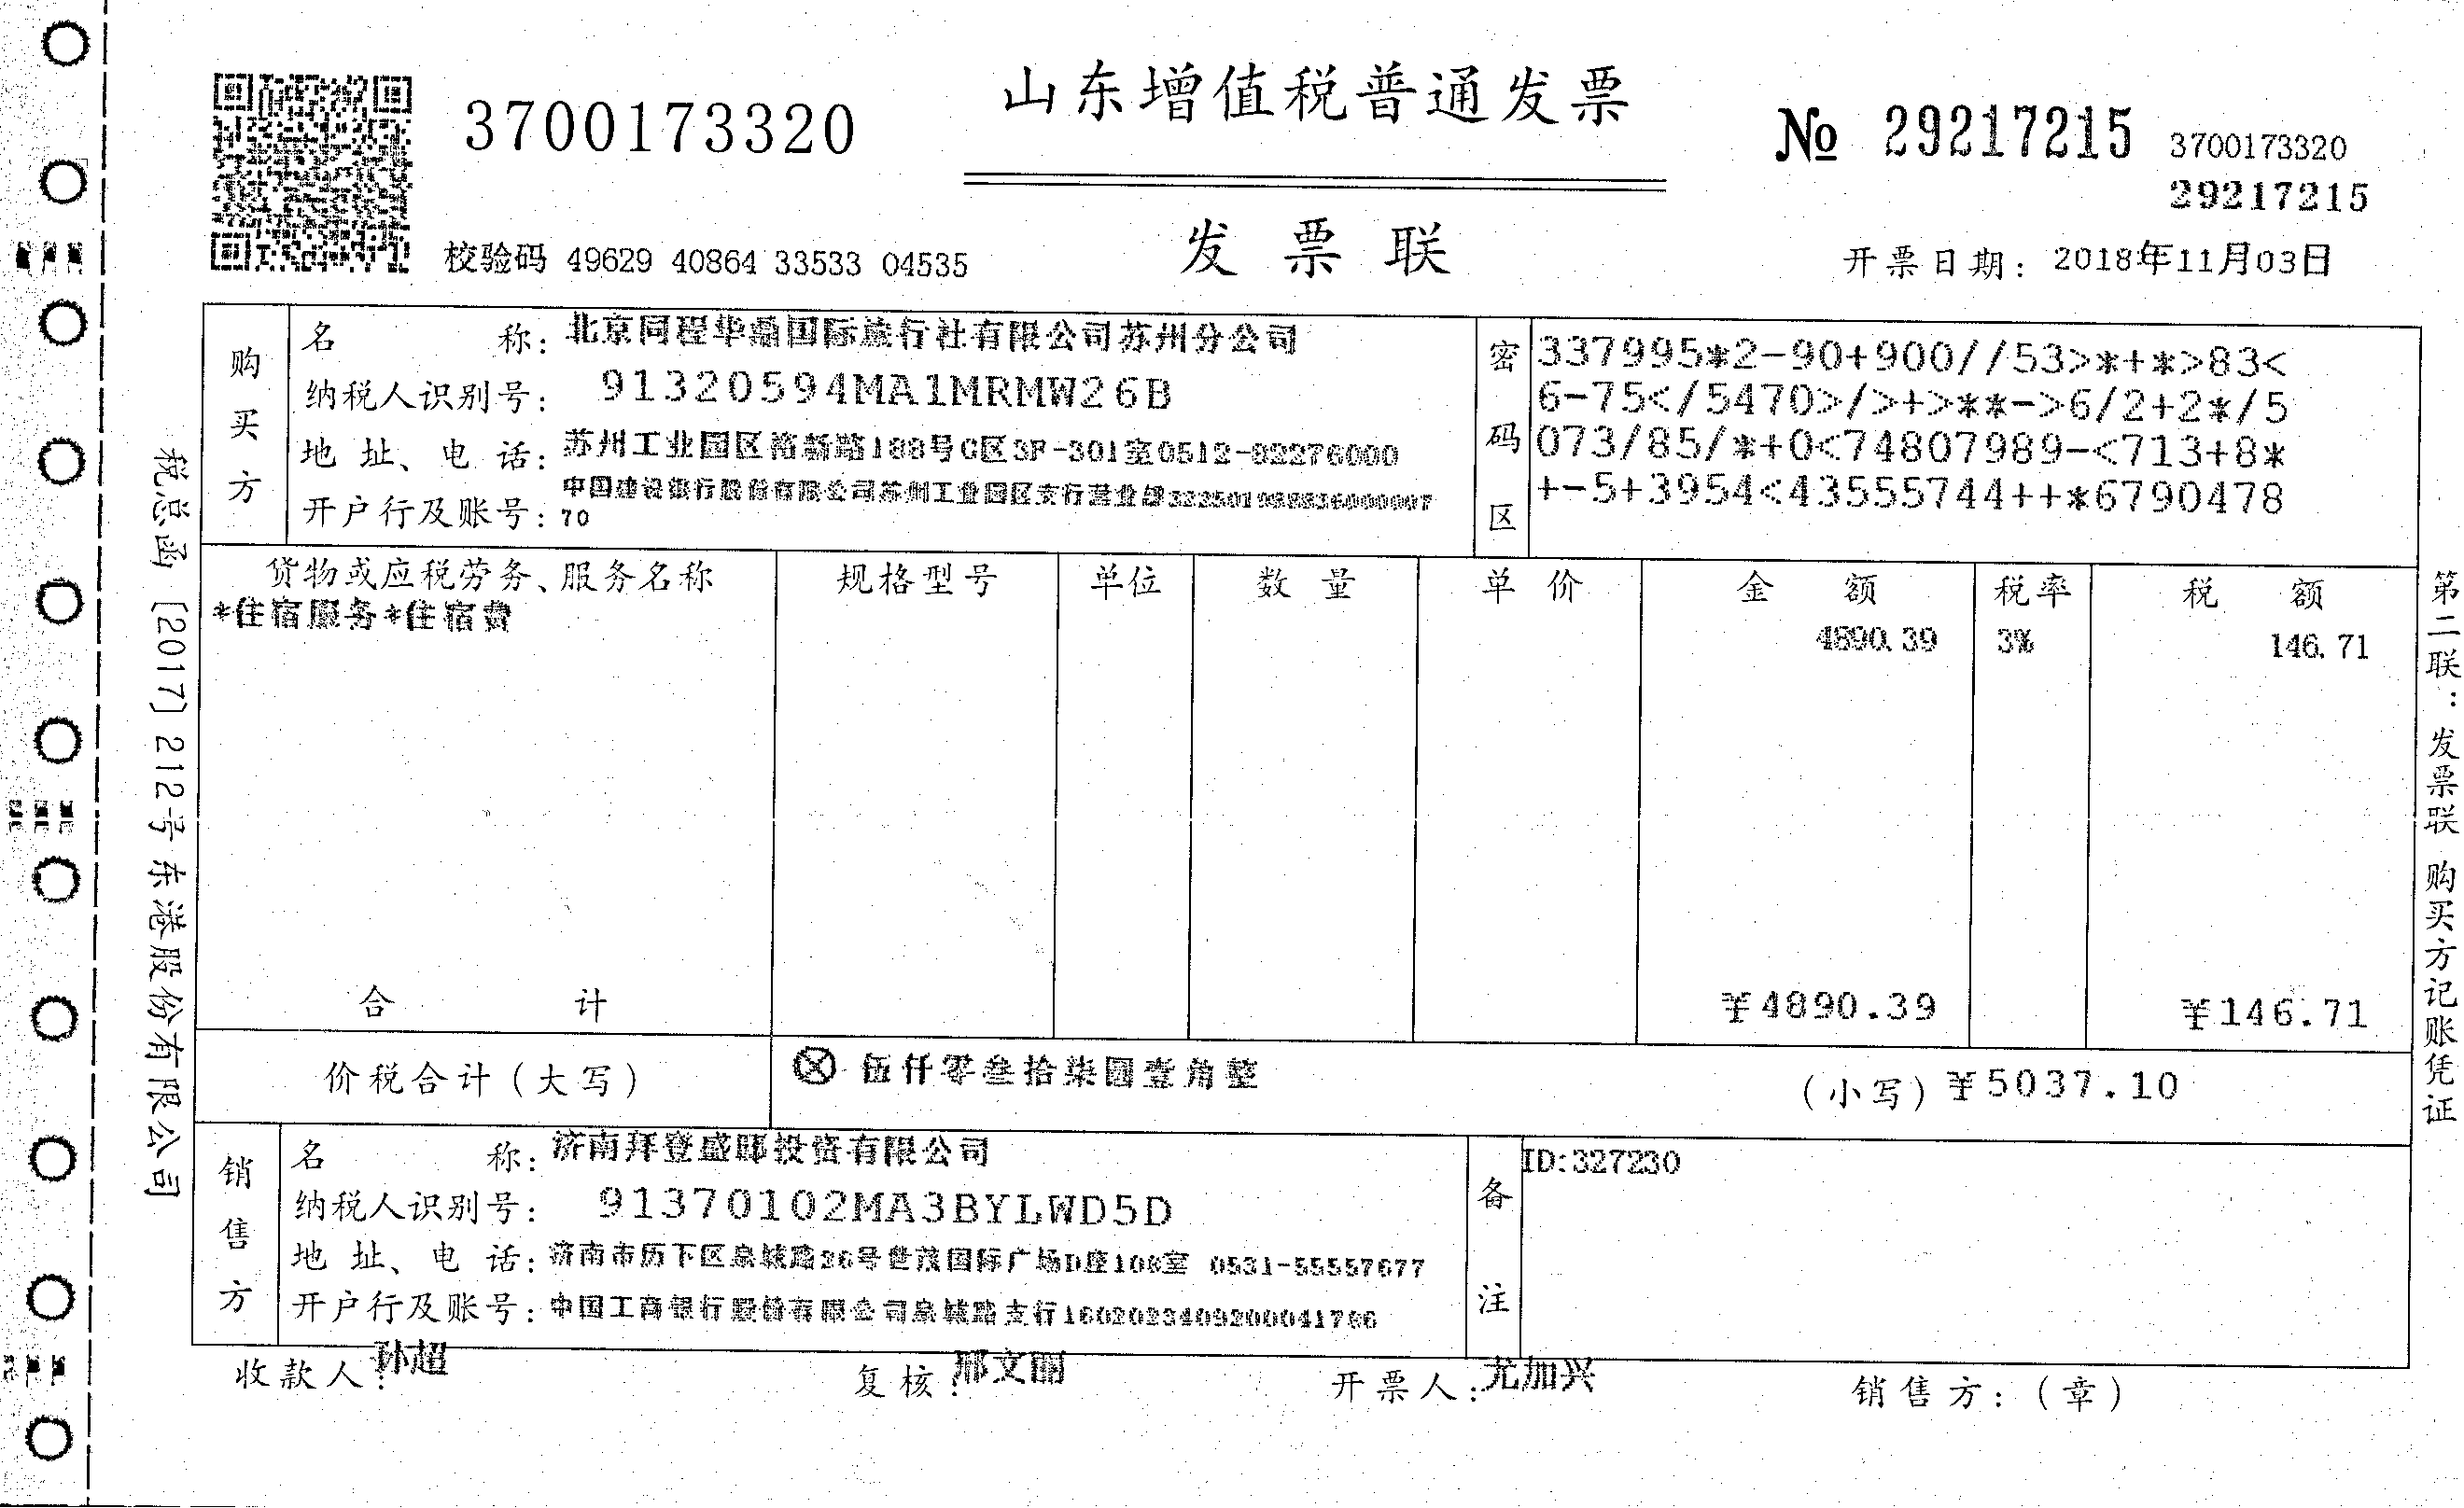 山东增值税普通发票
3700173320
№ 29217215
3700173320
29217215
发票联
校验码 49629 40864 33533 04535
开票日期: 2018年11月03日
购买方
名称: 北京同程华鼎国际旅行社有限公司苏州分公司
纳税人识别号: 91320594MA1MRMW26B
地址、电话: 苏州工业园区裕新路188号C区3F-301室0512-82276000
开户行及账号: 中国建设银行股份有限公司苏州工业园区支行营业部
70
密码区
337995*2-90+900//53>*+*>83<
6-75</5470>/>+>**->6/2+2*/5
073/85/*+0<74807989-<713+8*
+-5+3954<43555744++*6790478
货物或应税劳务、服务名称 规格型号 单位 数量 单价 金额 税率 税额
*住宿服务*住宿费 4890.39 3% 146.71
合计 ¥4890.39 ¥146.71
价税合计(大写) ⊗ 伍仟零叁拾柒圆壹角整 (小写) ¥5037.10
销售方
名称: 济南拜登盛邸投资有限公司
纳税人识别号: 91370102MA3BYLWD5D
地址、电话: 济南市历下区泉城路26号世茂国际广场D座108室 0531-55557677
开户行及账号: 中国工商银行股份有限公司泉城路支行1602023409200041786
备注
ID:327230
收款人: 孙超
复核: 邢文丽
开票人: 尤加兴
销售方: (章)
税总函〔2017〕212号东港股份有限公司
第二联: 发票联 购买方记账凭证